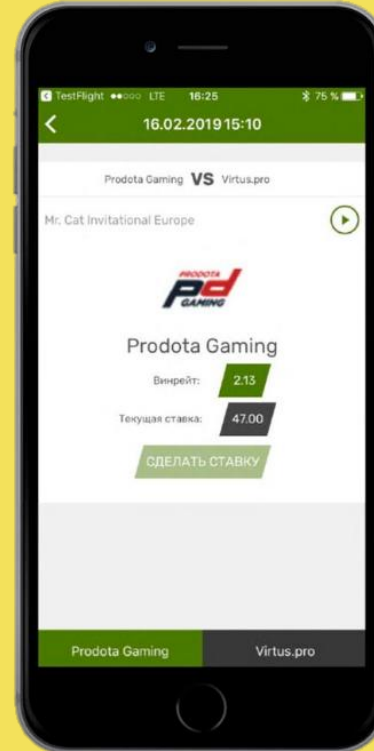 TestFlight LTE 16:25 75 %
16.02.2019 15:10
Prodota Gaming VS Virtus.pro
Mr. Cat Invitational Europe
PRODOTA
pd
GAMING
Prodota Gaming
Винрейт: 2.13
Текущая ставка: 47.00
СДЕЛАТЬ СТАВКУ
Prodota Gaming Virtus.pro